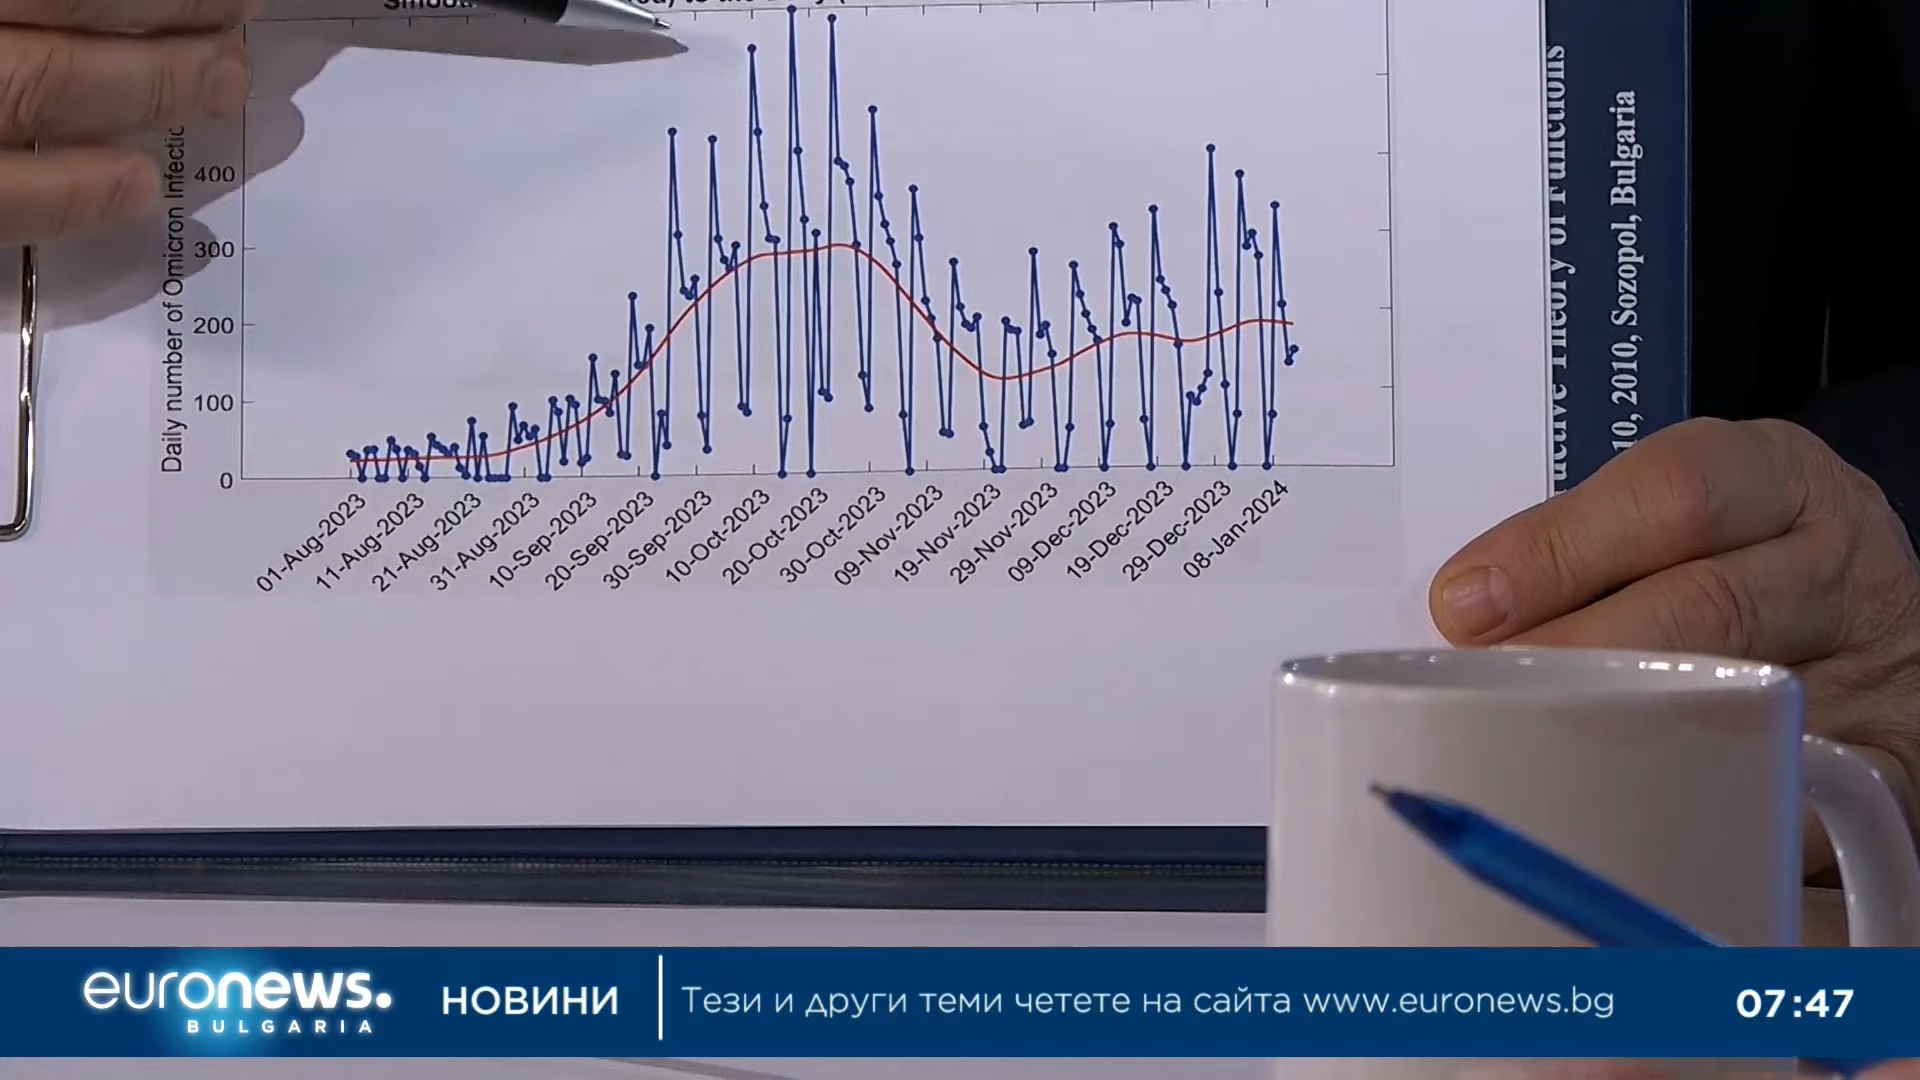 Daily number of Omicron Infectio
400
300
200
100
0
01-Aug-2023
11-Aug-2023
21-Aug-2023
31-Aug-2023
10-Sep-2023
20-Sep-2023
30-Sep-2023
10-Oct-2023
20-Oct-2023
30-Oct-2023
09-Nov-2023
19-Nov-2023
29-Nov-2023
09-Dec-2023
19-Dec-2023
29-Dec-2023
08-Jan-2024
Theory of Functions
10, 2010, Sozopol, Bulgaria
euronews.
BULGARIA
НОВИНИ
Тези и други теми четете на сайта www.euronews.bg
07:47